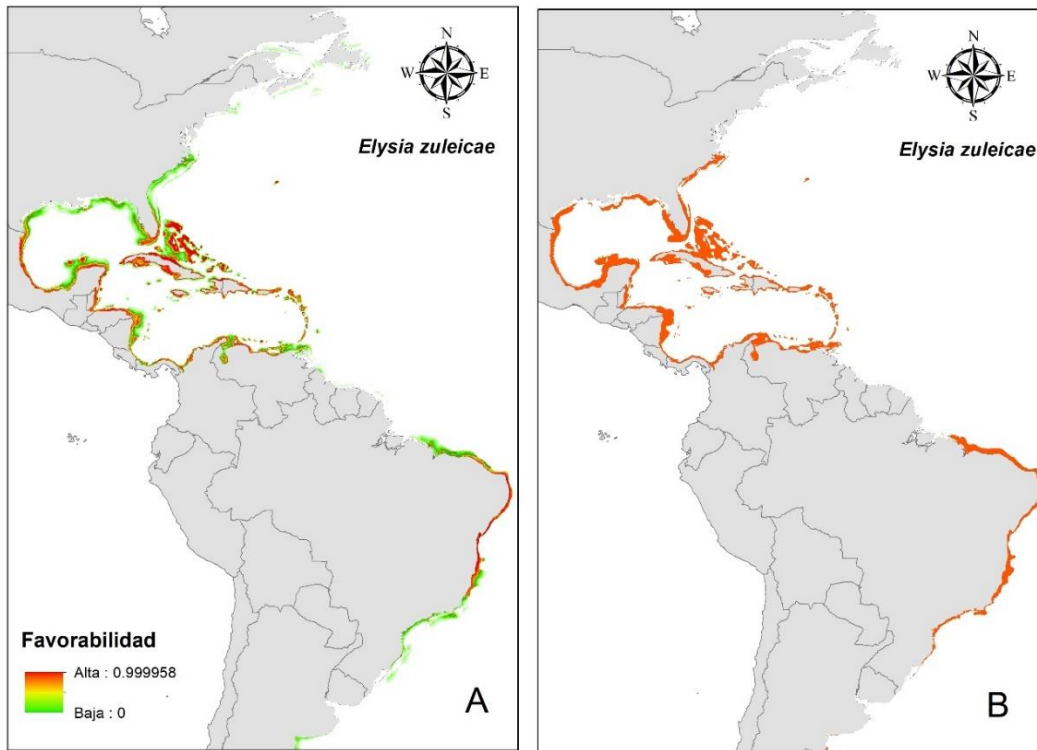 N
W E
S
Elysia zuleicae
Favorabilidad
Alta : 0.999958
Baja : 0
A
N
W E
S
Elysia zuleicae
B